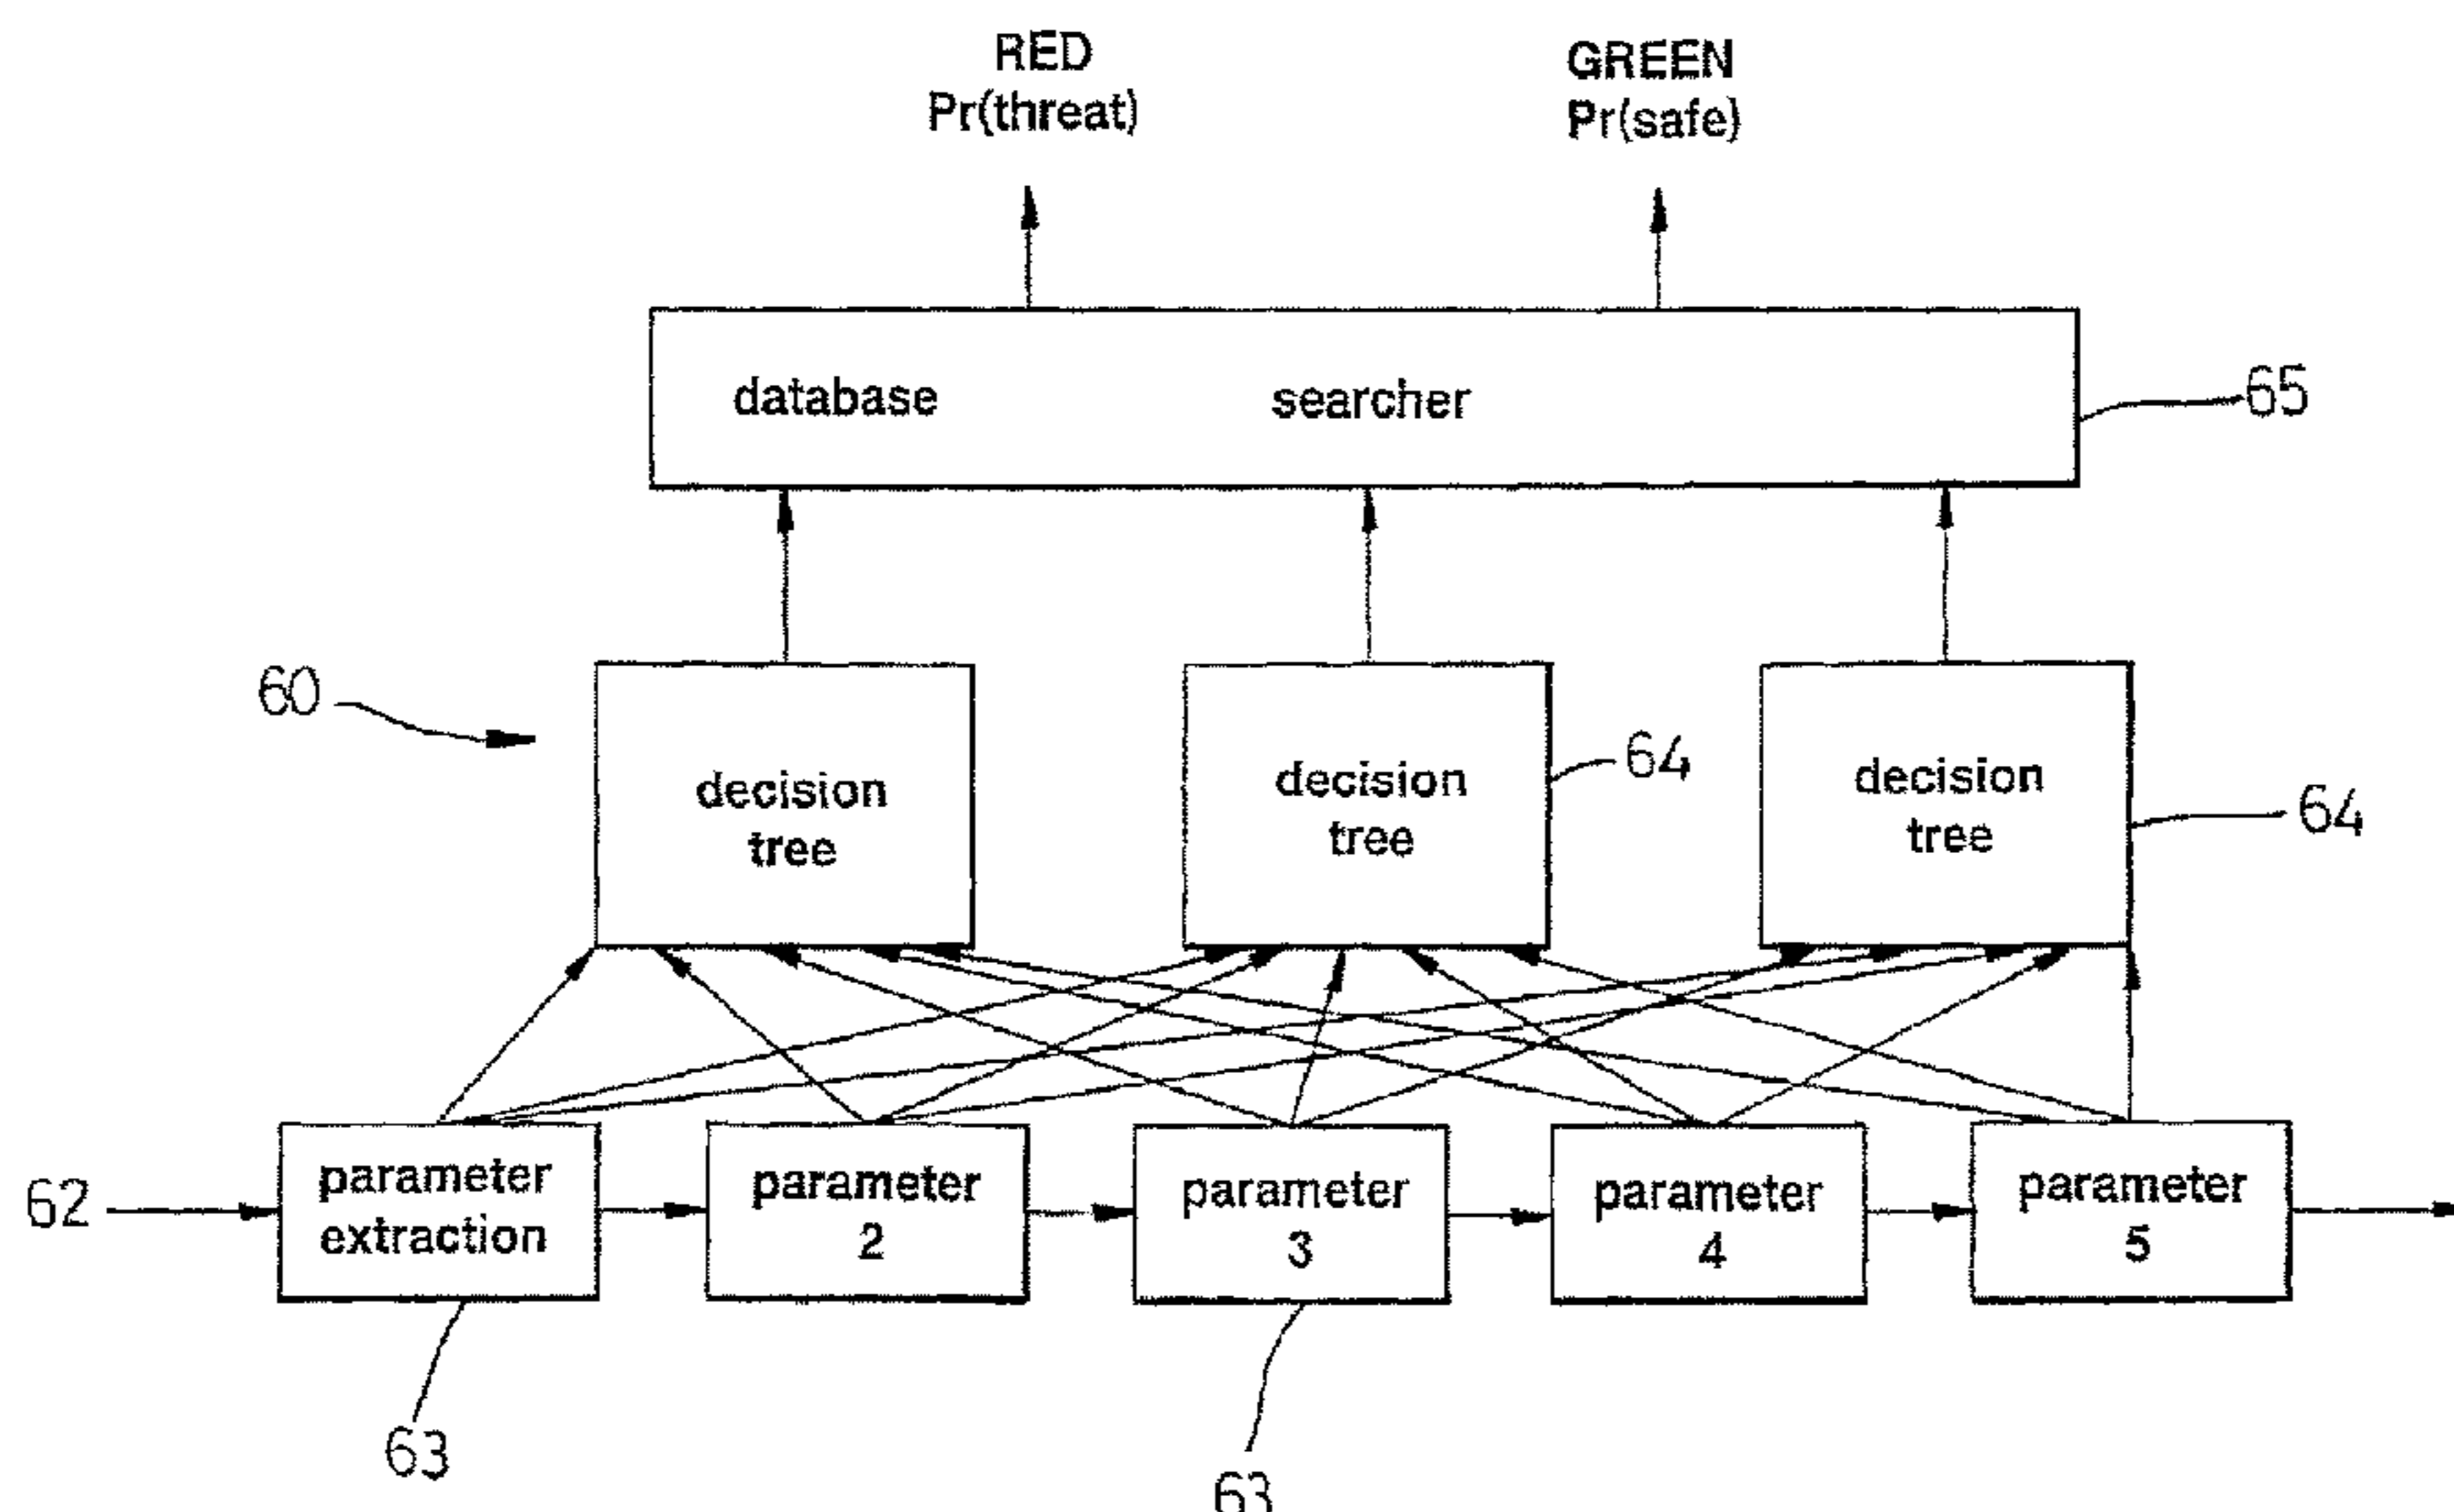 RED
Pr(threat)
GREEN
Pr(safe)
database searcher
65
60
decision
tree
decision
tree
64
decision
tree
64
62
parameter
extraction
parameter
2
parameter
3
parameter
4
parameter
5
63
63